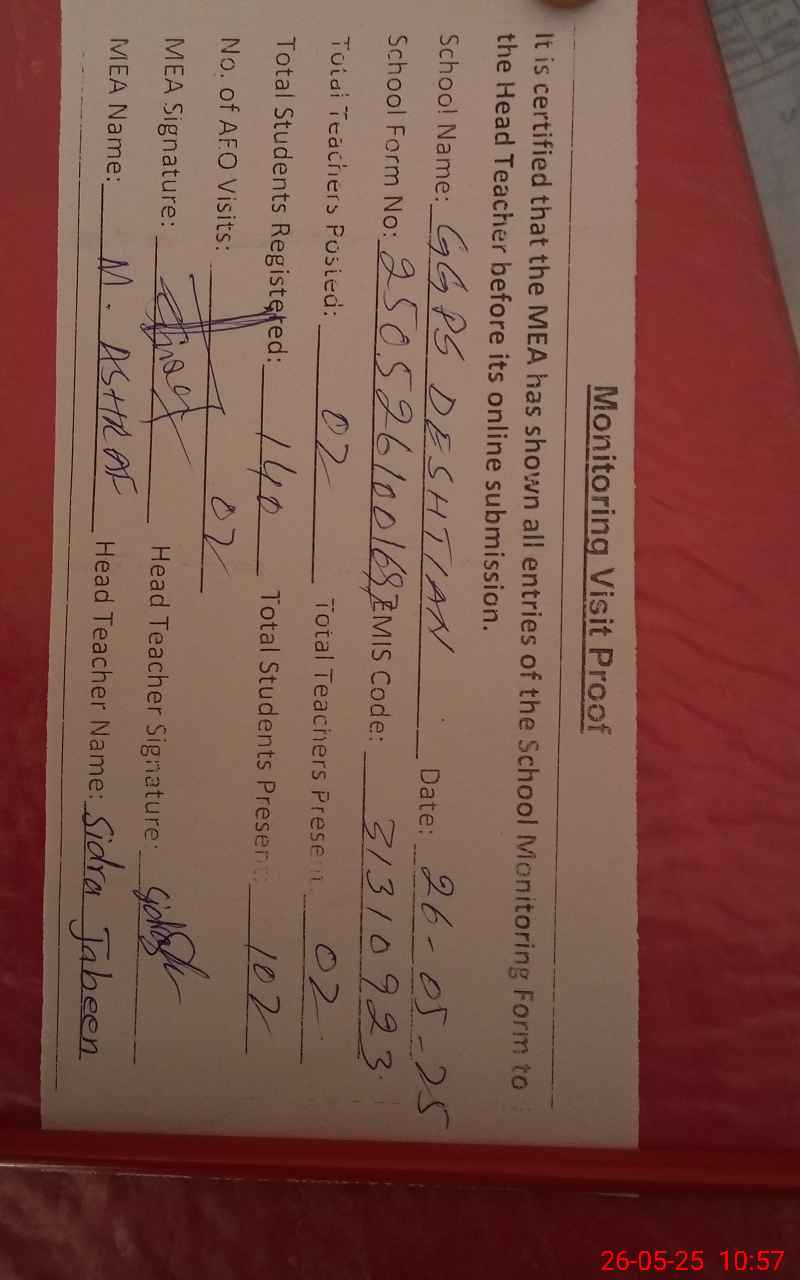 Monitoring Visit Proof
It is certified that the MEA has shown all entries of the School Monitoring Form to
the Head Teacher before its online submission.
School Name: GGPS DESHTIAN Date: 26-05-25
School Form No: 25052610016 EMIS Code: 31310923
Total Teachers Posted: 02 Total Teachers Present: 02
Total Students Registered: 140 Total Students Present: 102
No. of AEO Visits: 02
MEA Signature: Head Teacher Signature:
MEA Name: M. ASHRAF Head Teacher Name: Sidra Jabeen
26-05-25 10:57